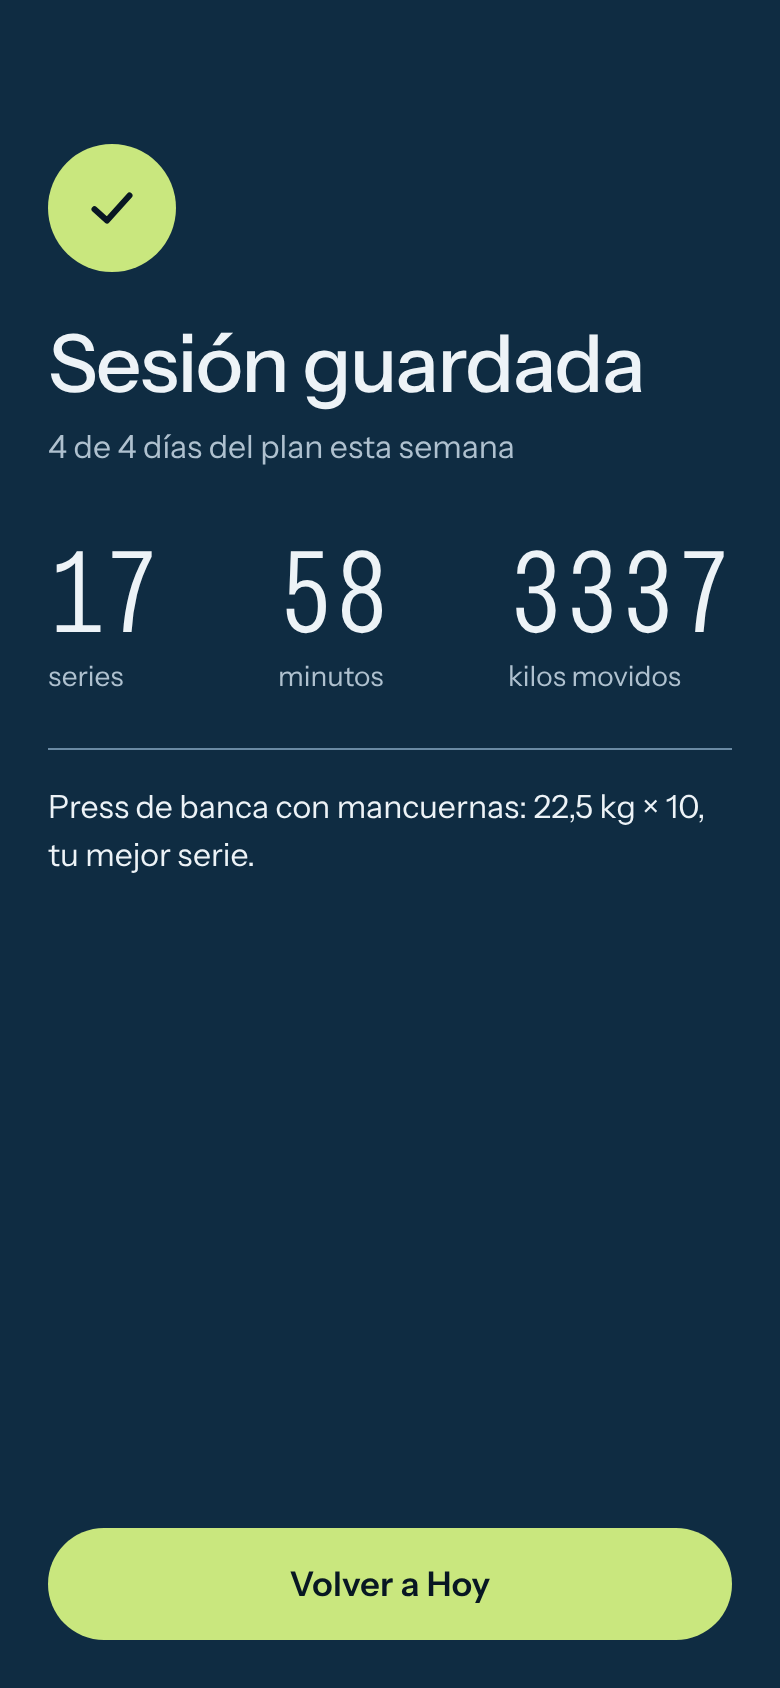 Sesión guardada
4 de 4 días del plan esta semana
17 58 3337
series minutos kilos movidos
Press de banca con mancuernas: 22,5 kg × 10,
tu mejor serie.
Volver a Hoy